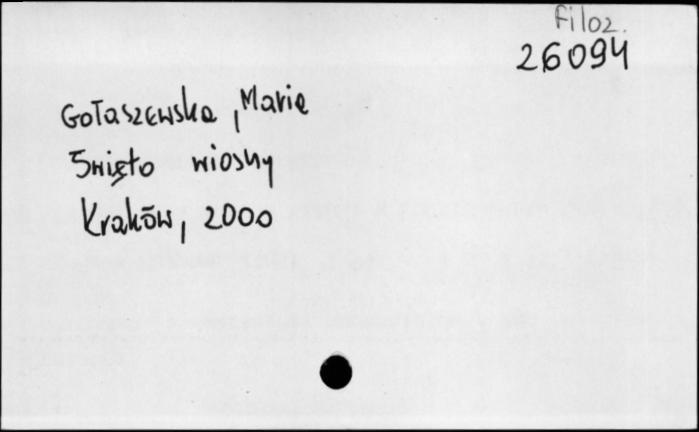 Filoz.
26094
Gołaszewska, Maria
Święto wiosny
Kraków, 2000